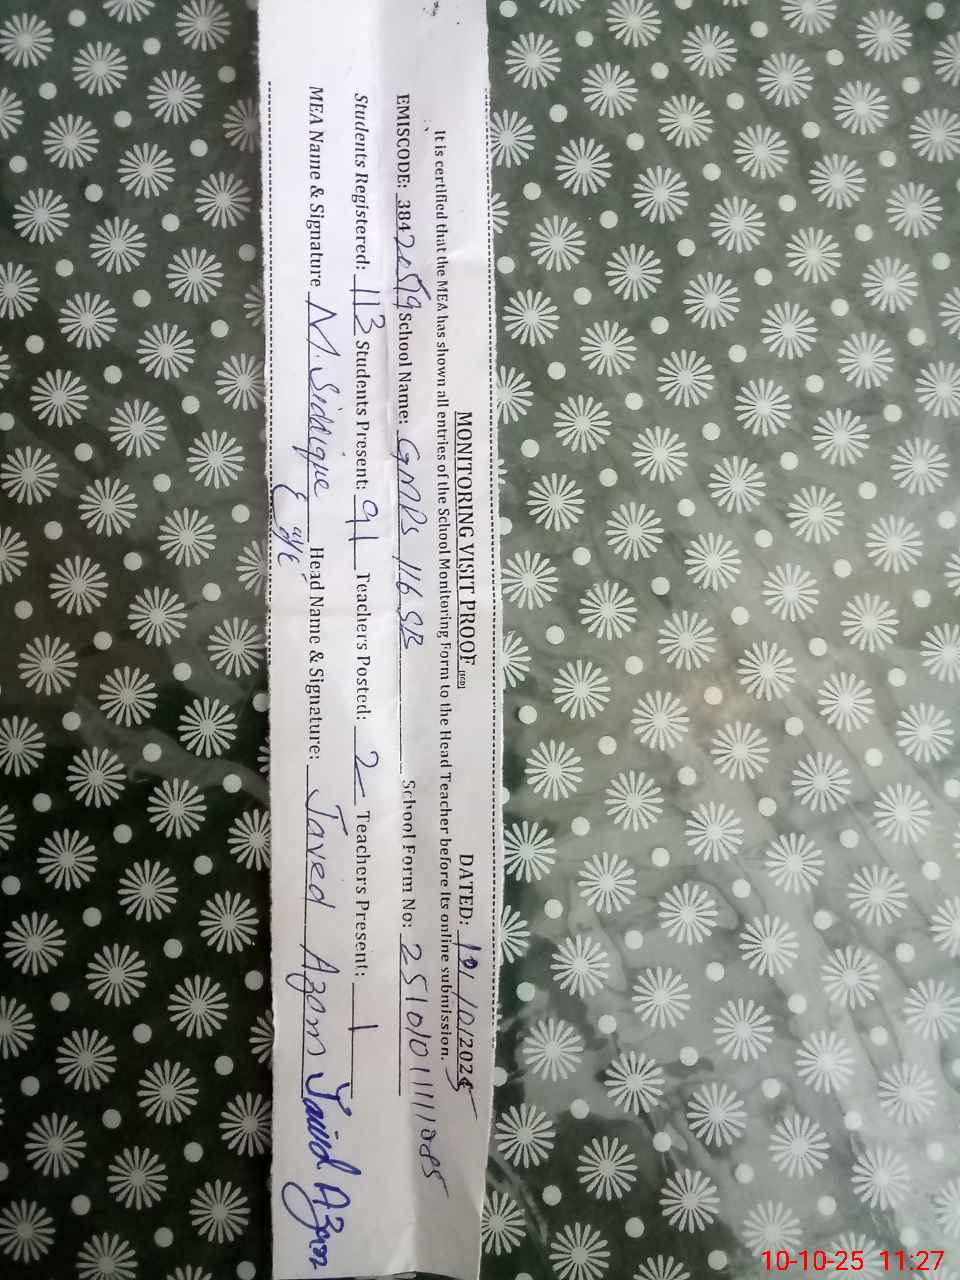 MONITORING VISIT PROOF DATED: 10/10/2025
It is certified that the MEA has shown all entries of the School Monitoring Form to the Head Teacher before its online submission.
EMISCODE: 38420579 School Name: GMPS 116 SB School Form No:
Students Registered: 113 Students Present: 91 Teachers Posted: 2 Teachers Present: 1
MEA Name & Signature M. Siddique Head Name & Signature: Javed Azam Javid Azam
10-10-25 11:27